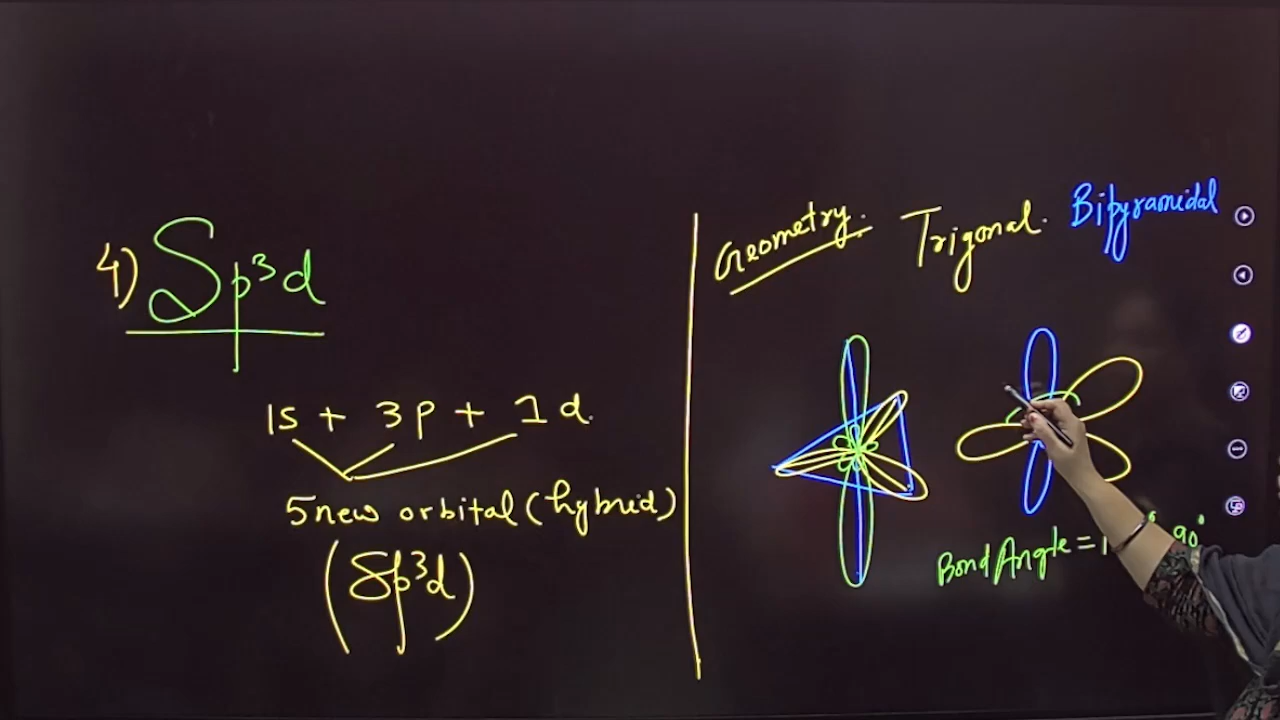 4) Sp³d
1s + 3p + 1d.
5 new orbital (hybrid)
(Sp³d)
Geometry. Trigonal. Bipyramidal
Bond Angle = 90°